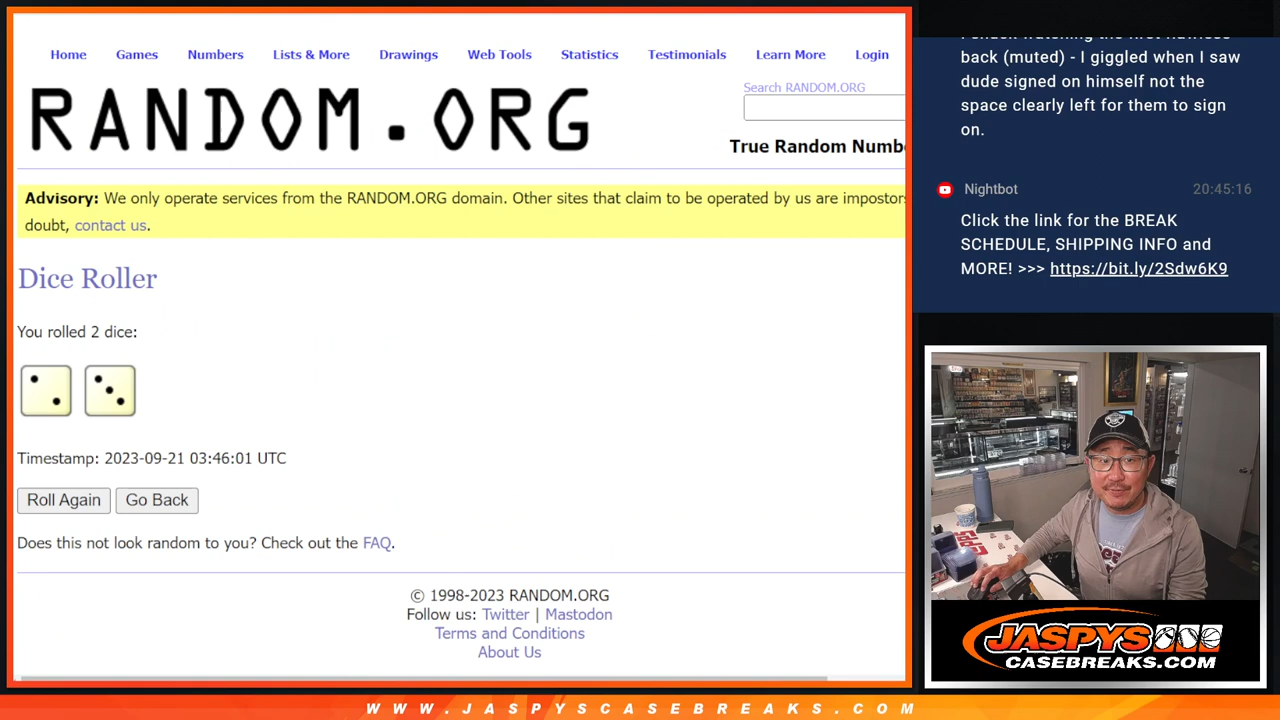 Home Games Numbers Lists & More Drawings Web Tools Statistics Testimonials Learn More Login
RANDOM.ORG
Search RANDOM.ORG
True Random Numb
Advisory: We only operate services from the RANDOM.ORG domain. Other sites that claim to be operated by us are impostors
doubt, contact us.
Dice Roller
You rolled 2 dice:
Timestamp: 2023-09-21 03:46:01 UTC
Roll Again Go Back
Does this not look random to you? Check out the FAQ.
© 1998-2023 RANDOM.ORG
Follow us: Twitter | Mastodon
Terms and Conditions
About Us
back (muted) - I giggled when I saw
dude signed on himself not the
space clearly left for them to sign
on.
Nightbot 20:45:16
Click the link for the BREAK
SCHEDULE, SHIPPING INFO and
MORE! >>> https://bit.ly/2Sdw6K9
JASPYS
CASEBREAKS.COM
WWW.JASPYSCASEBREAKS.COM